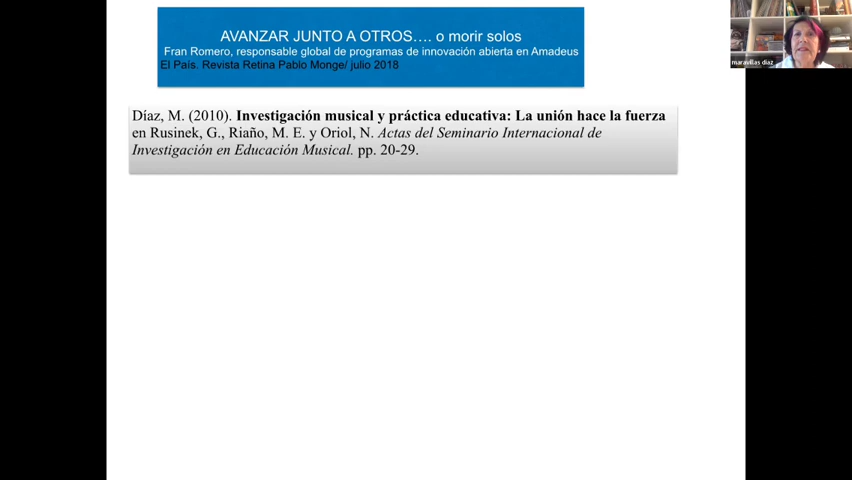 AVANZAR JUNTO A OTROS…. o morir solos
Fran Romero, responsable global de programas de innovación abierta en Amadeus
El País. Revista Retina Pablo Monge/ julio 2018
Díaz, M. (2010). Investigación musical y práctica educativa: La unión hace la fuerza
en Rusinek, G., Riaño, M. E. y Oriol, N. Actas del Seminario Internacional de
Investigación en Educación Musical. pp. 20-29.
maravillas diaz